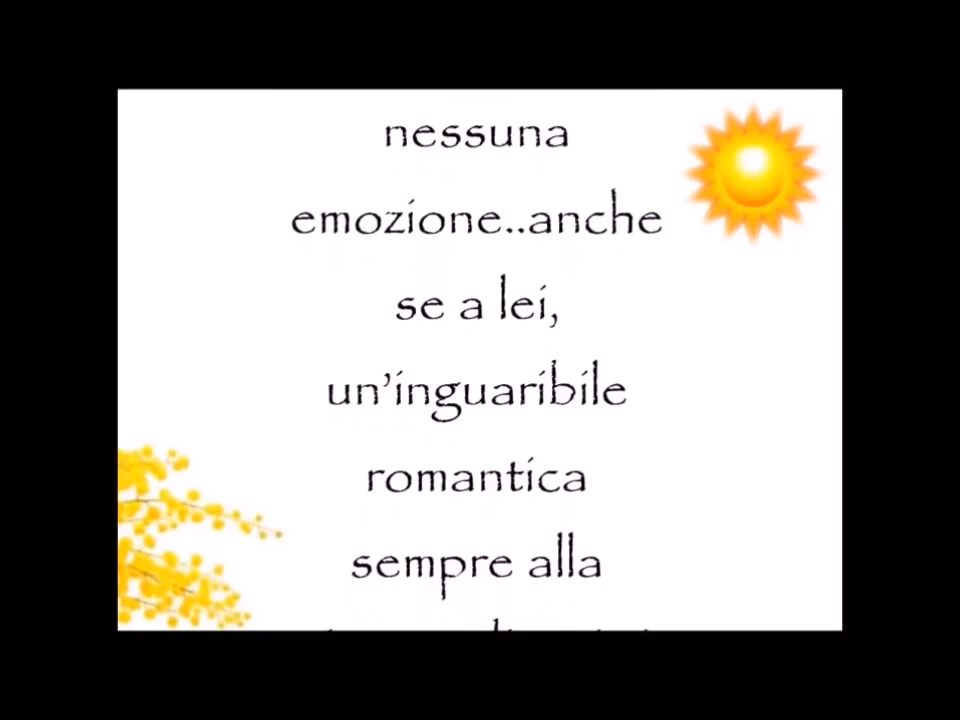 nessuna
emozione..anche
se a lei,
un'inguaribile
romantica
sempre alla